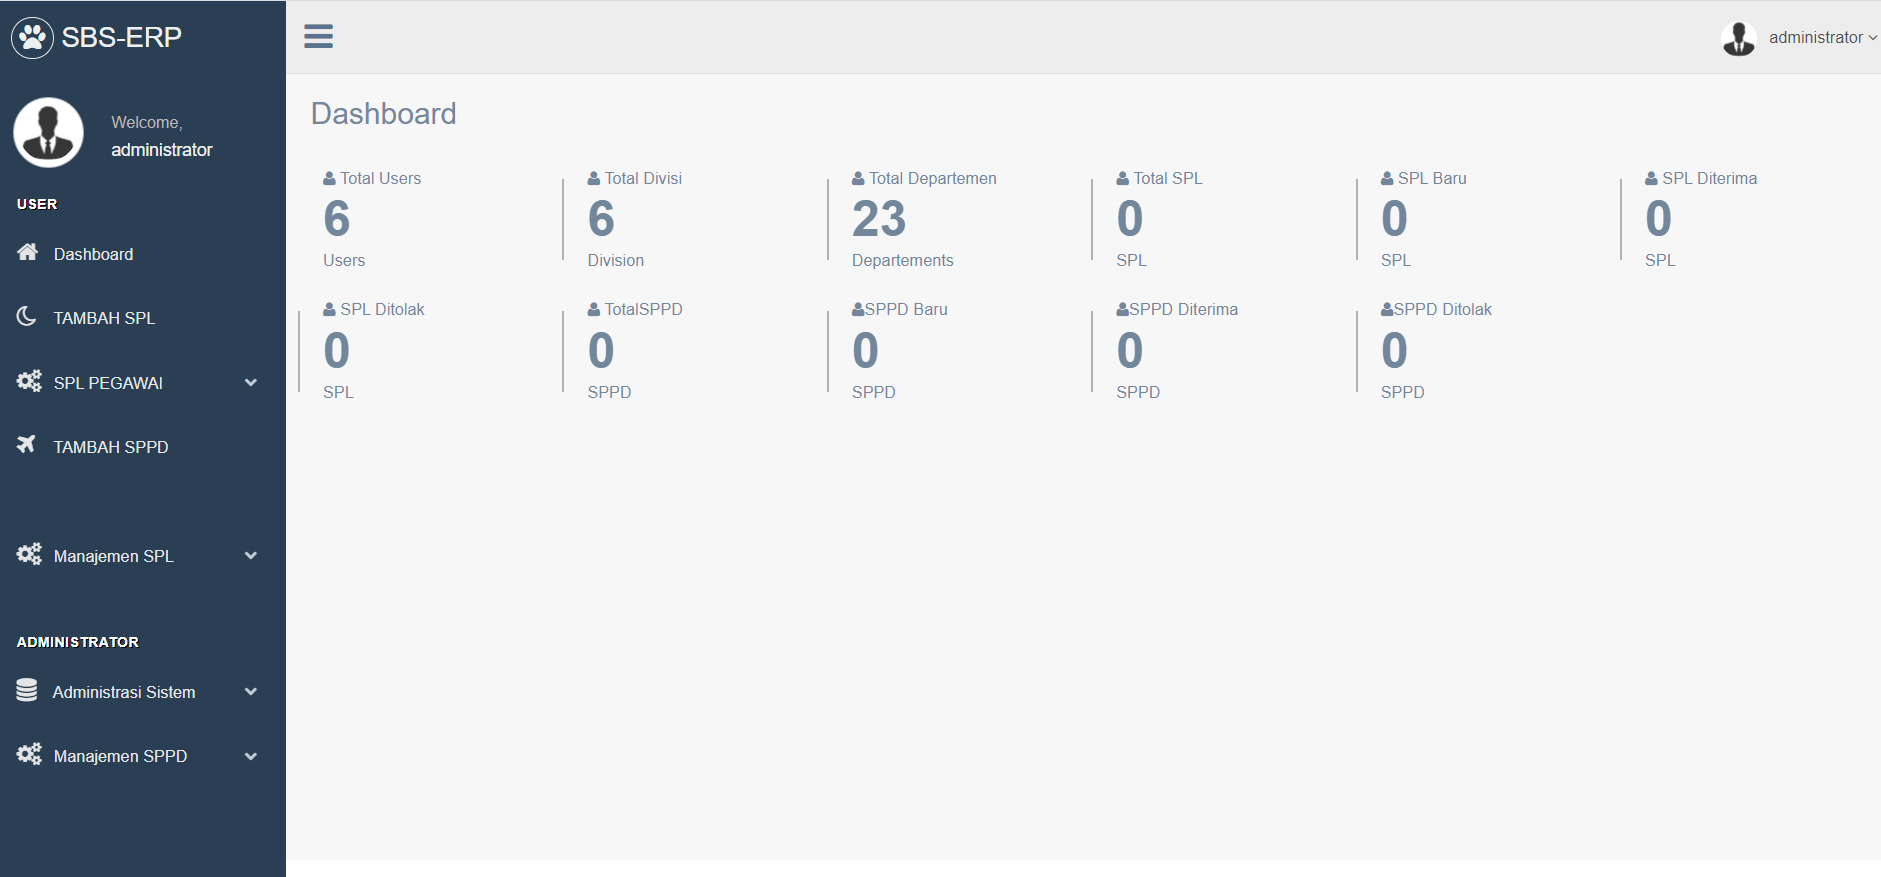 SBS-ERP
administrator
Welcome,
administrator
USER
Dashboard
TAMBAH SPL
SPL PEGAWAI
TAMBAH SPPD
Manajemen SPL
ADMINISTRATOR
Administrasi Sistem
Manajemen SPPD
Dashboard
Total Users
6
Users
Total Divisi
6
Division
Total Departemen
23
Departements
Total SPL
0
SPL
SPL Baru
0
SPL
SPL Diterima
0
SPL
SPL Ditolak
0
SPL
TotalSPPD
0
SPPD
SPPD Baru
0
SPPD
SPPD Diterima
0
SPPD
SPPD Ditolak
0
SPPD